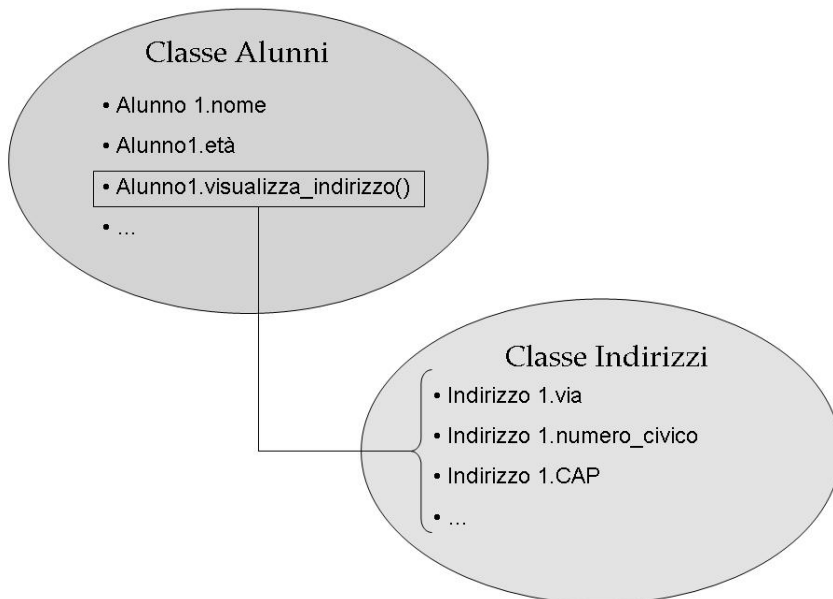 Classe Alunni
• Alunno 1.nome
• Alunno1.età
• Alunno1.visualizza_indirizzo()
• ...
Classe Indirizzi
• Indirizzo 1.via
• Indirizzo 1.numero_civico
• Indirizzo 1.CAP
• ...